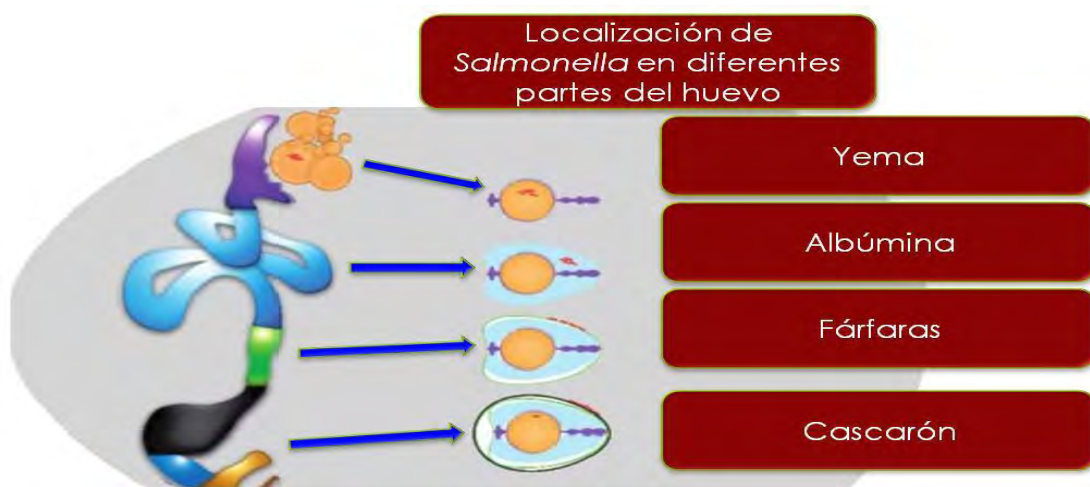 Localización de
Salmonella en diferentes
partes del huevo
Yema
Albúmina
Fárfaras
Cascarón